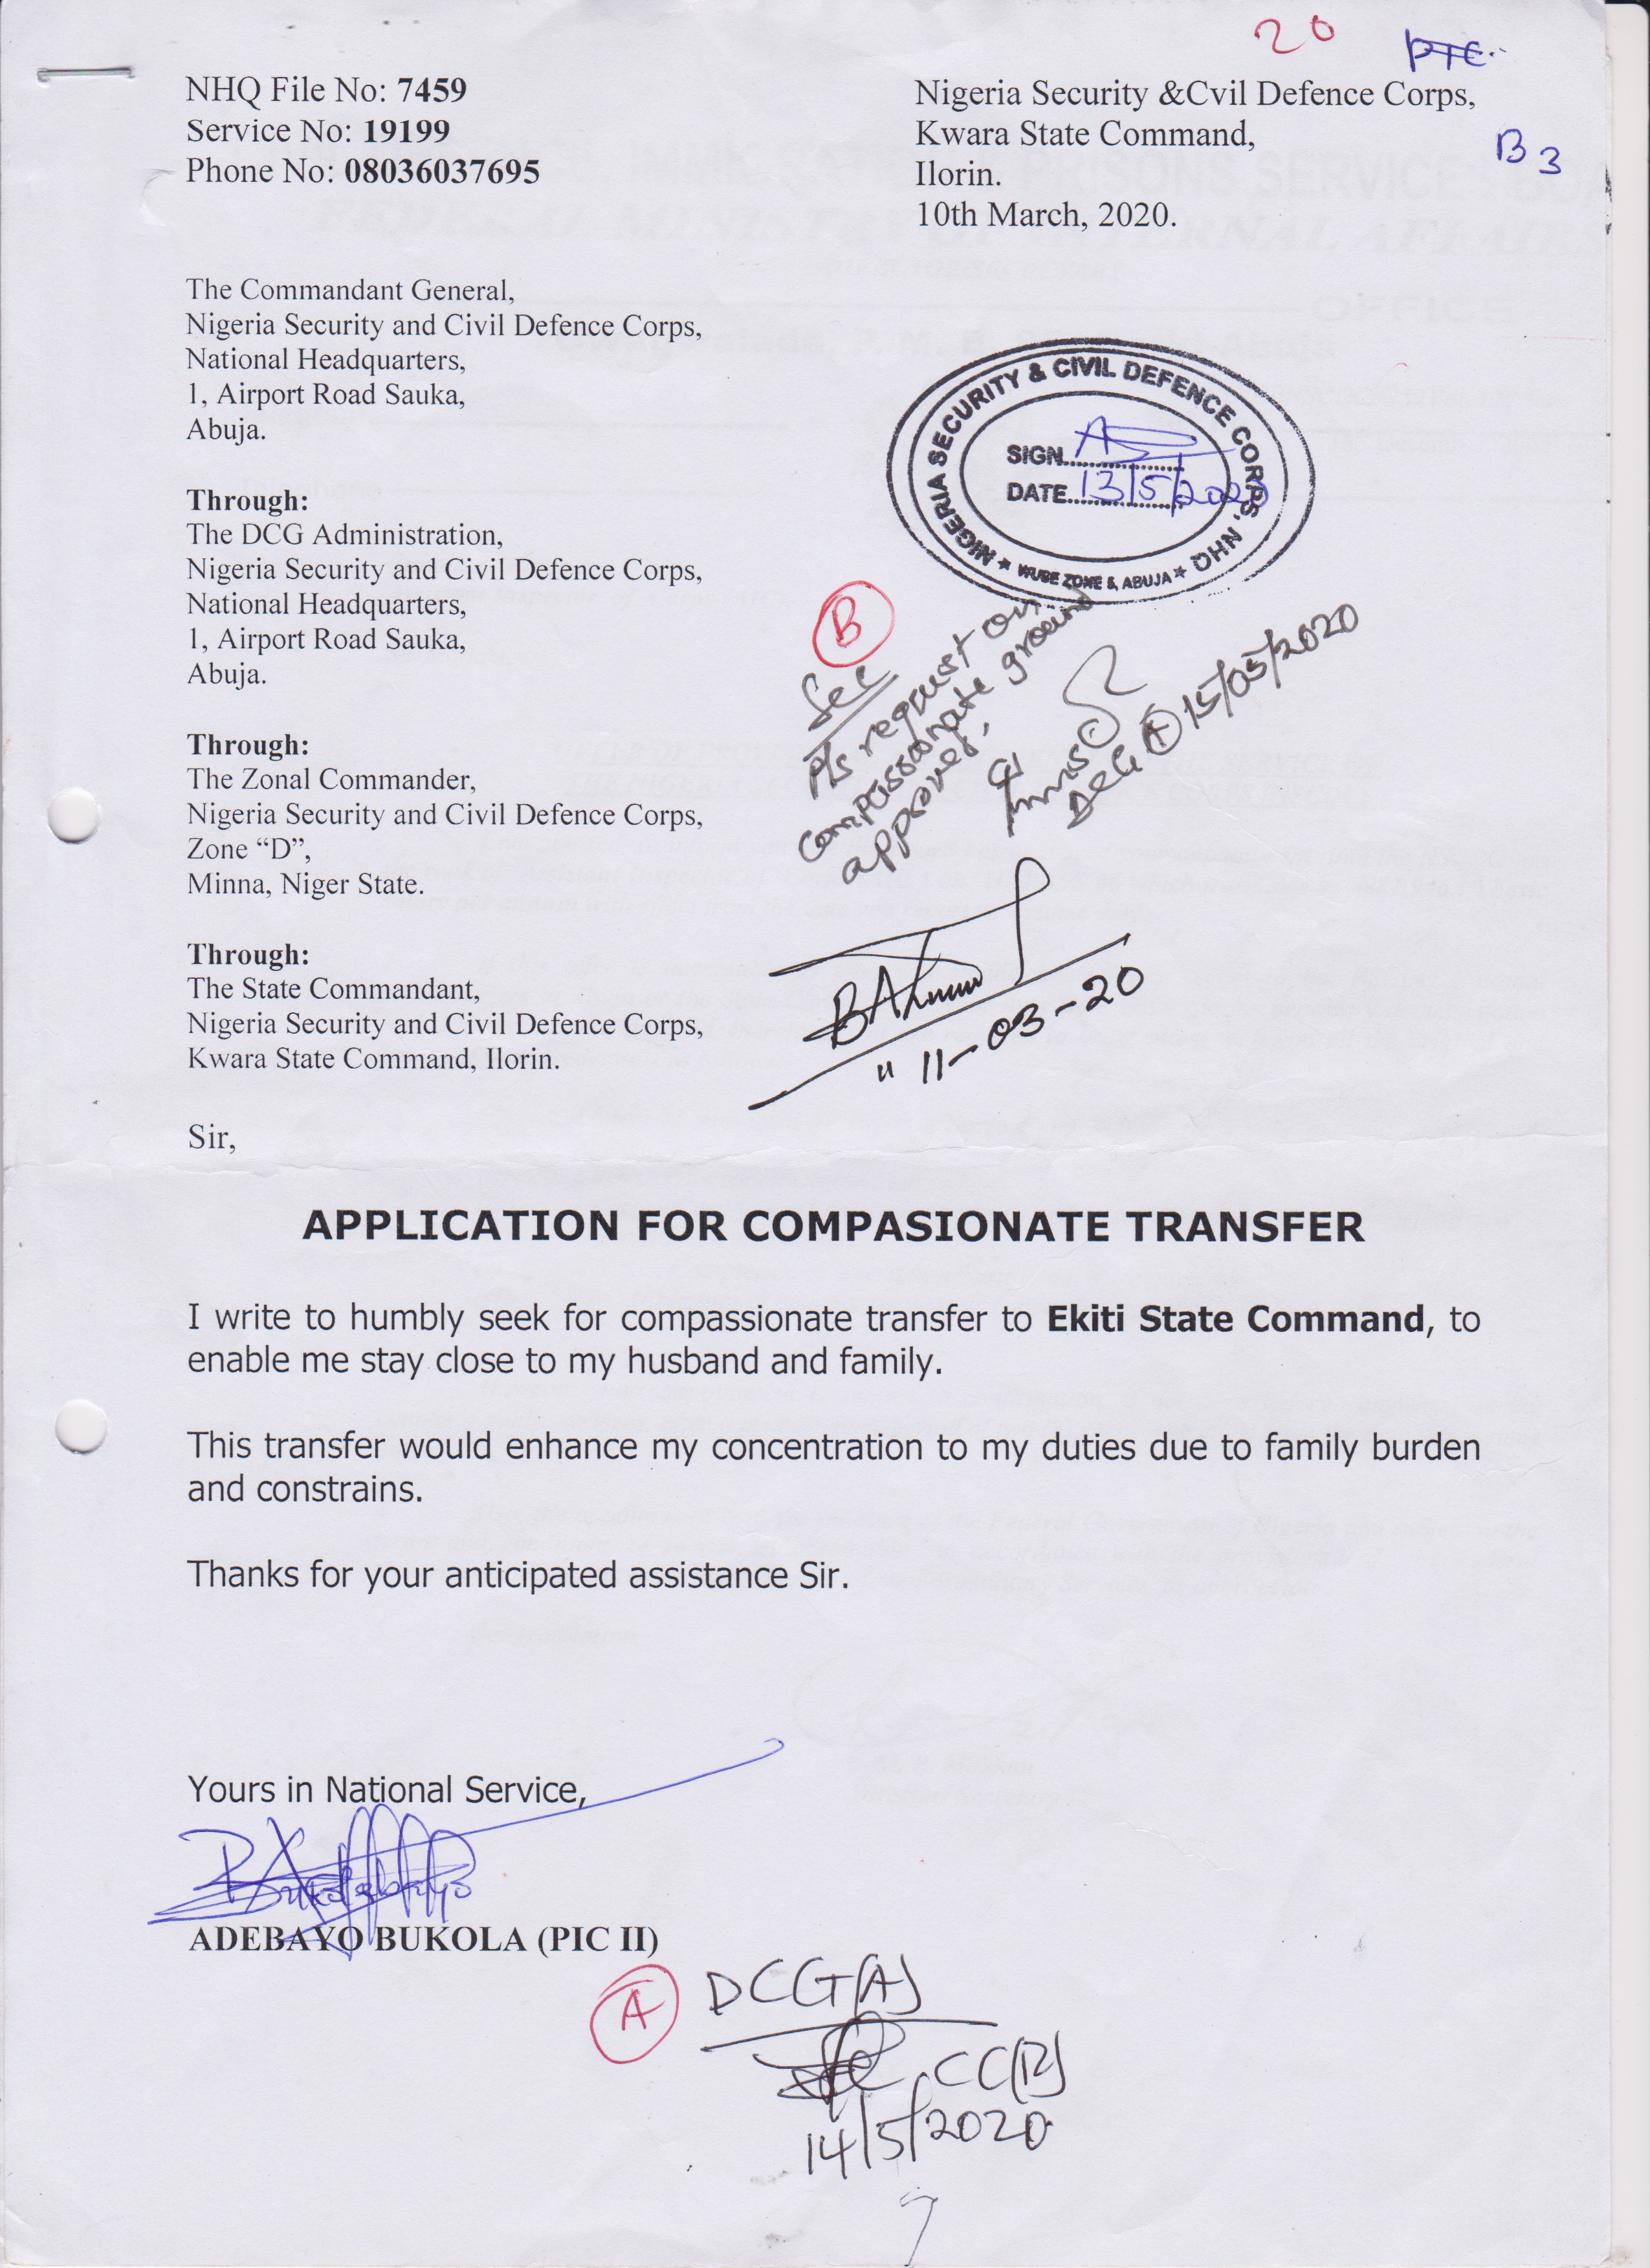 20
PTE
NHQ File No: 7459
Service No: 19199
Phone No: 08036037695
Nigeria Security &Cvil Defence Corps,
Kwara State Command,
Ilorin.
10th March, 2020.
B 3
The Commandant General,
Nigeria Security and Civil Defence Corps,
National Headquarters,
1, Airport Road Sauka,
Abuja.
NIGERIA SECURITY & CIVIL DEFENCE CORPS, NHQ
SIGN
DATE 13/5/2020
★ WUSE ZONE 5, ABUJA ★
Through:
The DCG Administration,
Nigeria Security and Civil Defence Corps,
National Headquarters,
1, Airport Road Sauka,
Abuja.
B
Sec
Pls request on
compassionate ground
approved,
DCG A 15/05/2020
Through:
The Zonal Commander,
Nigeria Security and Civil Defence Corps,
Zone “D”,
Minna, Niger State.
Through:
The State Commandant,
Nigeria Security and Civil Defence Corps,
Kwara State Command, Ilorin.
11-03-20
Sir,
APPLICATION FOR COMPASIONATE TRANSFER
I write to humbly seek for compassionate transfer to Ekiti State Command, to
enable me stay close to my husband and family.
This transfer would enhance my concentration to my duties due to family burden
and constrains.
Thanks for your anticipated assistance Sir.
Yours in National Service,
ADEBAYO BUKOLA (PIC II)
A
DCG(A)
CC(R)
14/5/2020